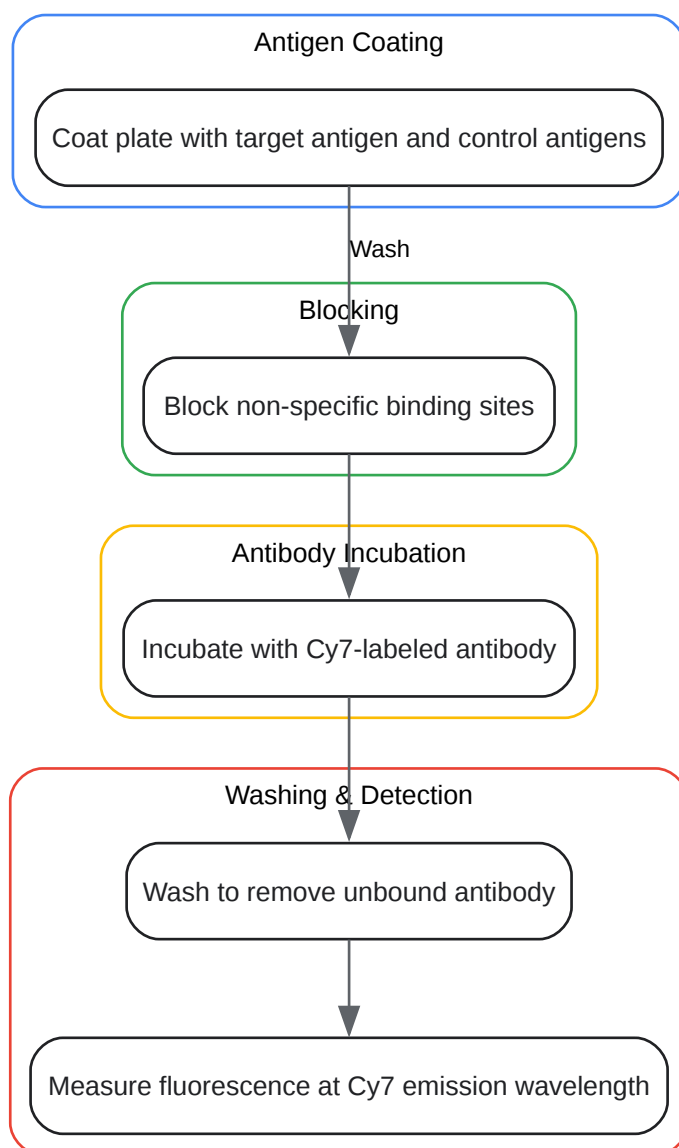 Antigen Coating
Coat plate with target antigen and control antigens
Wash
Blocking
Block non-specific binding sites
Antibody Incubation
Incubate with Cy7-labeled antibody
Washing & Detection
Wash to remove unbound antibody
Measure fluorescence at Cy7 emission wavelength